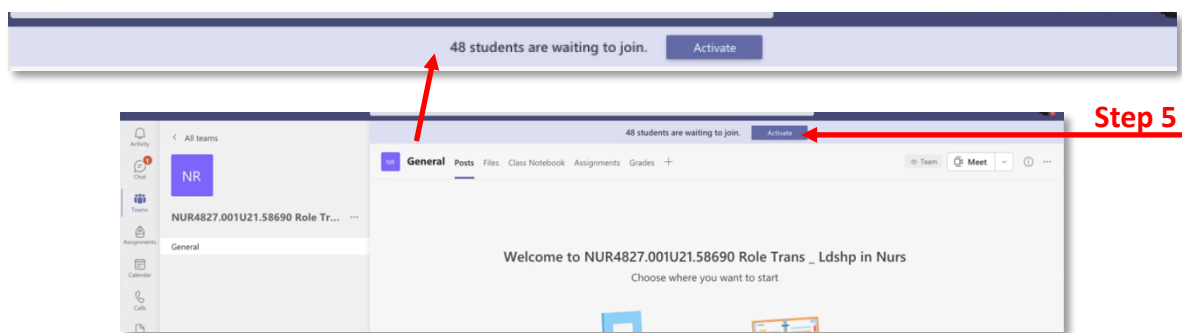 48 students are waiting to join. Activate
Step 5
48 students are waiting to join. Activate
Activity
Chat
1
Teams
Assignments
Calendar
Calls
< All teams
NR
NUR4827.001U21.58690 Role Tr... ...
General
NR General Posts Files Class Notebook Assignments Grades +
Team Meet ...
Welcome to NUR4827.001U21.58690 Role Trans _ Ldshp in Nurs
Choose where you want to start